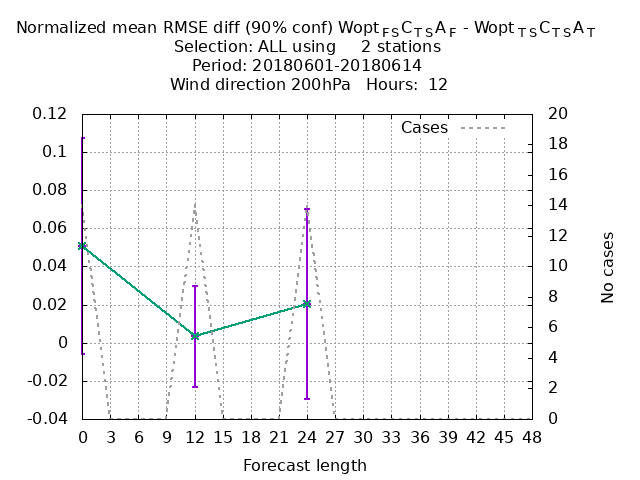 Normalized mean RMSE diff (90% conf) Wopt FS C TS A F - Wopt TS C TS A T
Selection: ALL using 2 stations
Period: 20180601-20180614
Wind direction 200hPa Hours: 12
Cases
0.12
0.1
0.08
0.06
0.04
0.02
0
-0.02
-0.04
20
18
16
14
12
10
8
6
4
2
0
No cases
0 3 6 9 12 15 18 21 24 27 30 33 36 39 42 45 48
Forecast length